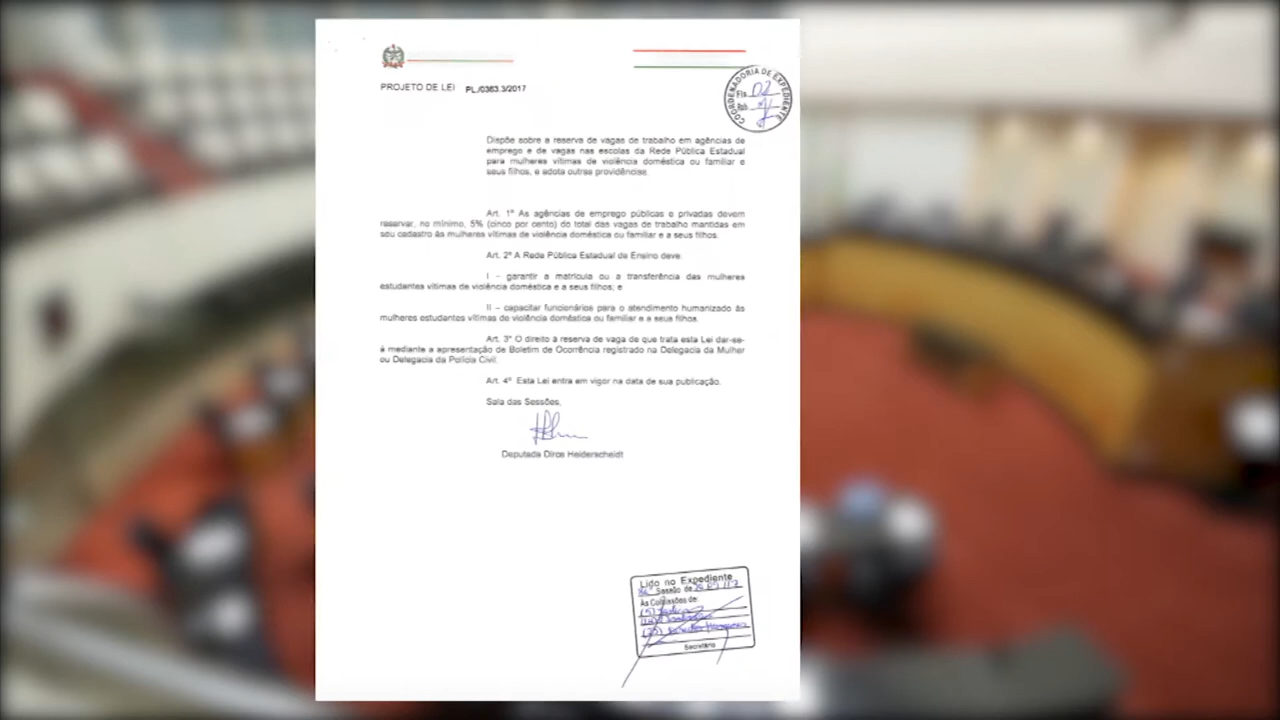 PROJETO DE LEI PL./0363.3/2017
COORDENADORIA DE EXPEDIENTE
Fls. 02
Rub.
Dispõe sobre a reserva de vagas de trabalho em agências de
emprego e de vagas nas escolas da Rede Pública Estadual
para mulheres vítimas de violência doméstica ou familiar e
seus filhos, e adota outras providências.
Art. 1º As agências de emprego públicas e privadas devem
reservar, no mínimo, 5% (cinco por cento) do total das vagas de trabalho mantidas em
seu cadastro às mulheres vítimas de violência doméstica ou familiar e a seus filhos.
Art. 2º A Rede Pública Estadual de Ensino deve:
I – garantir a matrícula ou a transferência das mulheres
estudantes vítimas de violência doméstica e a seus filhos; e
II – capacitar funcionários para o atendimento humanizado às
mulheres estudantes vítimas de violência doméstica ou familiar e a seus filhos.
Art. 3º O direito à reserva de vaga de que trata esta Lei dar-se-
á mediante a apresentação de Boletim de Ocorrência registrado na Delegacia da Mulher
ou Delegacia da Polícia Civil.
Art. 4º Esta Lei entra em vigor na data de sua publicação.
Sala das Sessões,
Deputada Dirce Heiderscheidt
Lido no Expediente
Sessão de
Às Comissões de:
(5) Justiça
Secretário